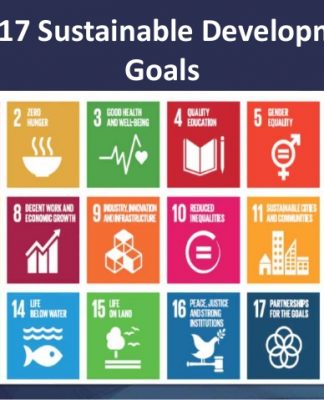 17 Sustainable Developm
Goals
2 ZERO
HUNGER
3 GOOD HEALTH
AND WELL-BEING
4 QUALITY
EDUCATION
5 GENDER
EQUALITY
8 DECENT WORK AND
ECONOMIC GROWTH
9 INDUSTRY, INNOVATION
AND INFRASTRUCTURE
10 REDUCED
INEQUALITIES
11 SUSTAINABLE CITIES
AND COMMUNITIES
14 LIFE
BELOW WATER
15 LIFE
ON LAND
16 PEACE, JUSTICE
AND STRONG
INSTITUTIONS
17 PARTNERSHIPS
FOR THE GOALS